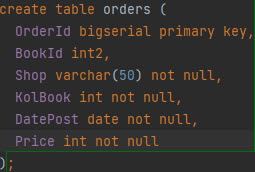 create table orders (
OrderId bigserial primary key,
BookId int2,
Shop varchar(50) not null,
KolBook int not null,
DatePost date not null,
Price int not null
);